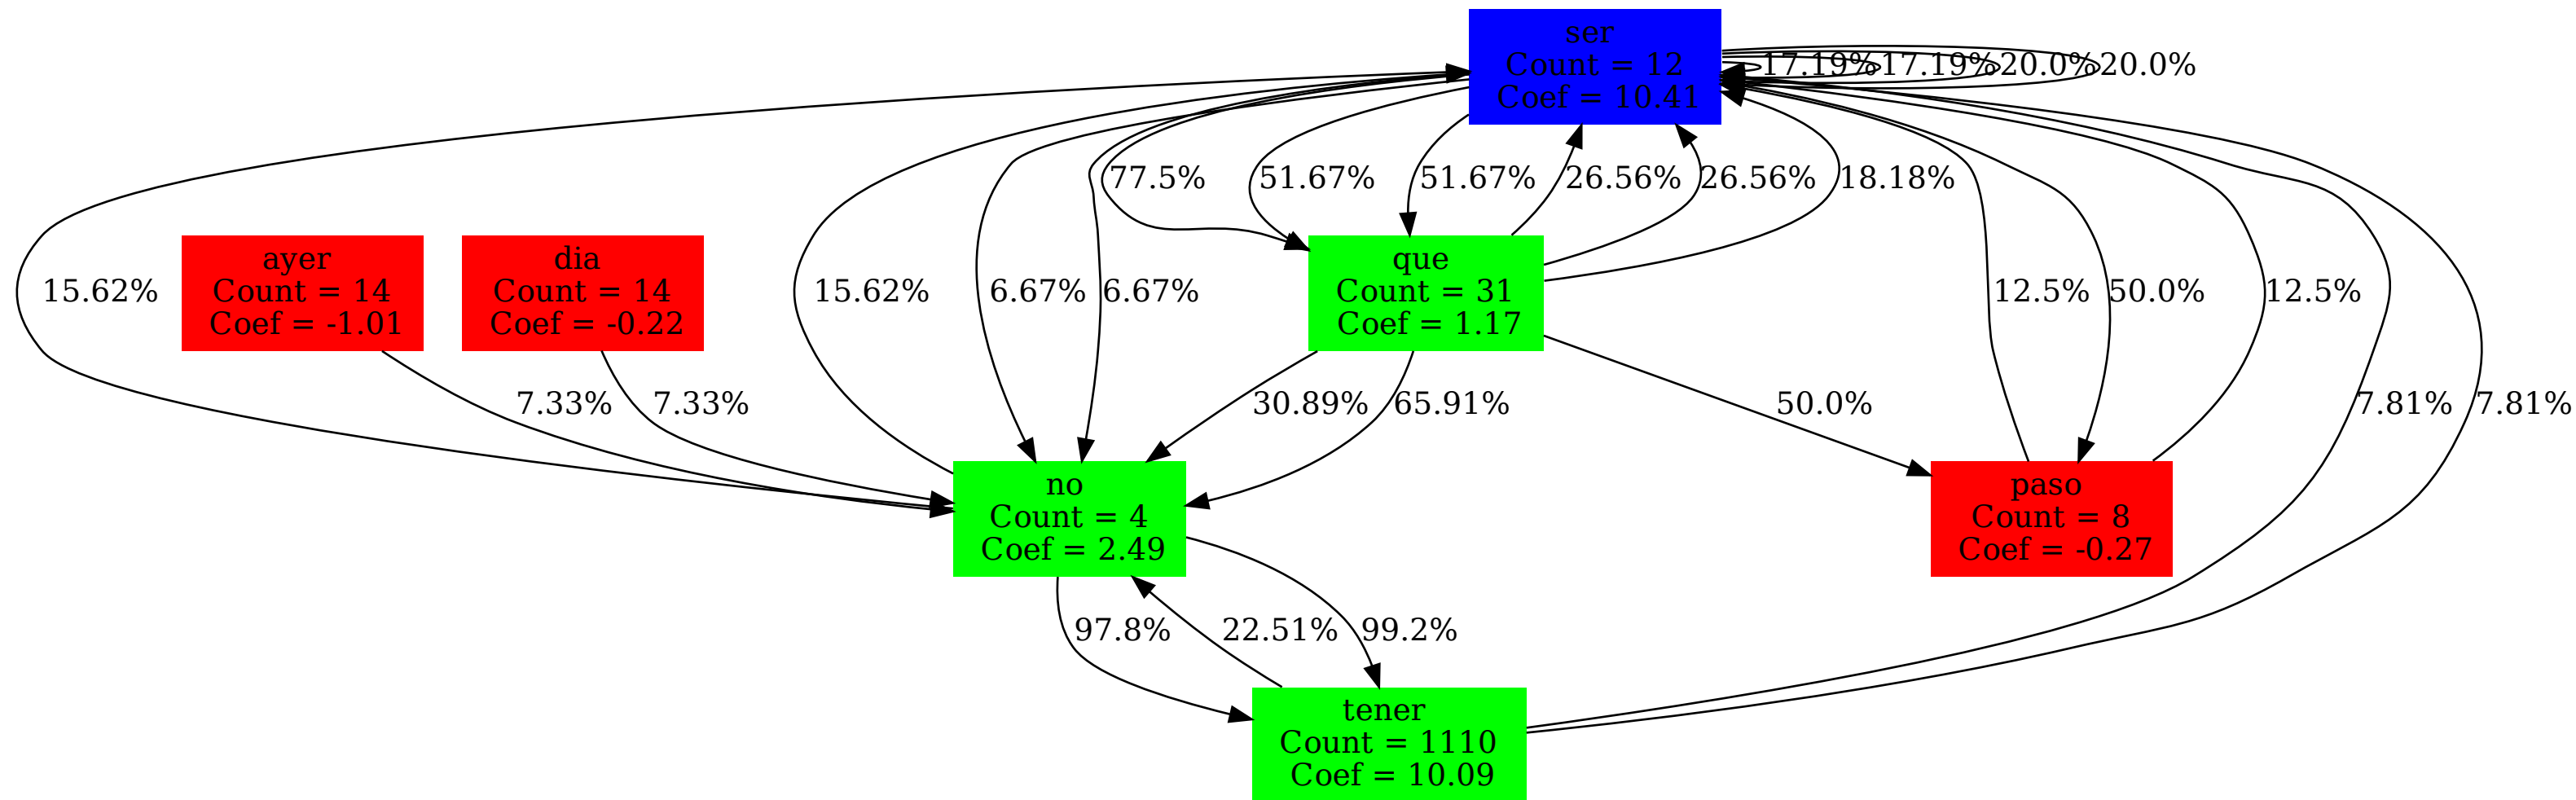 ser
Count = 12
Coef = 10.41
17.19%
17.19%
20.0%
20.0%
77.5%
51.67%
51.67%
26.56%
26.56%
18.18%
ayer
Count = 14
Coef = -1.01
dia
Count = 14
Coef = -0.22
que
Count = 31
Coef = 1.17
15.62%
15.62%
6.67%
6.67%
12.5%
50.0%
12.5%
7.33%
7.33%
30.89%
65.91%
50.0%
7.81%
7.81%
no
Count = 4
Coef = 2.49
paso
Count = 8
Coef = -0.27
97.8%
22.51%
99.2%
tener
Count = 1110
Coef = 10.09